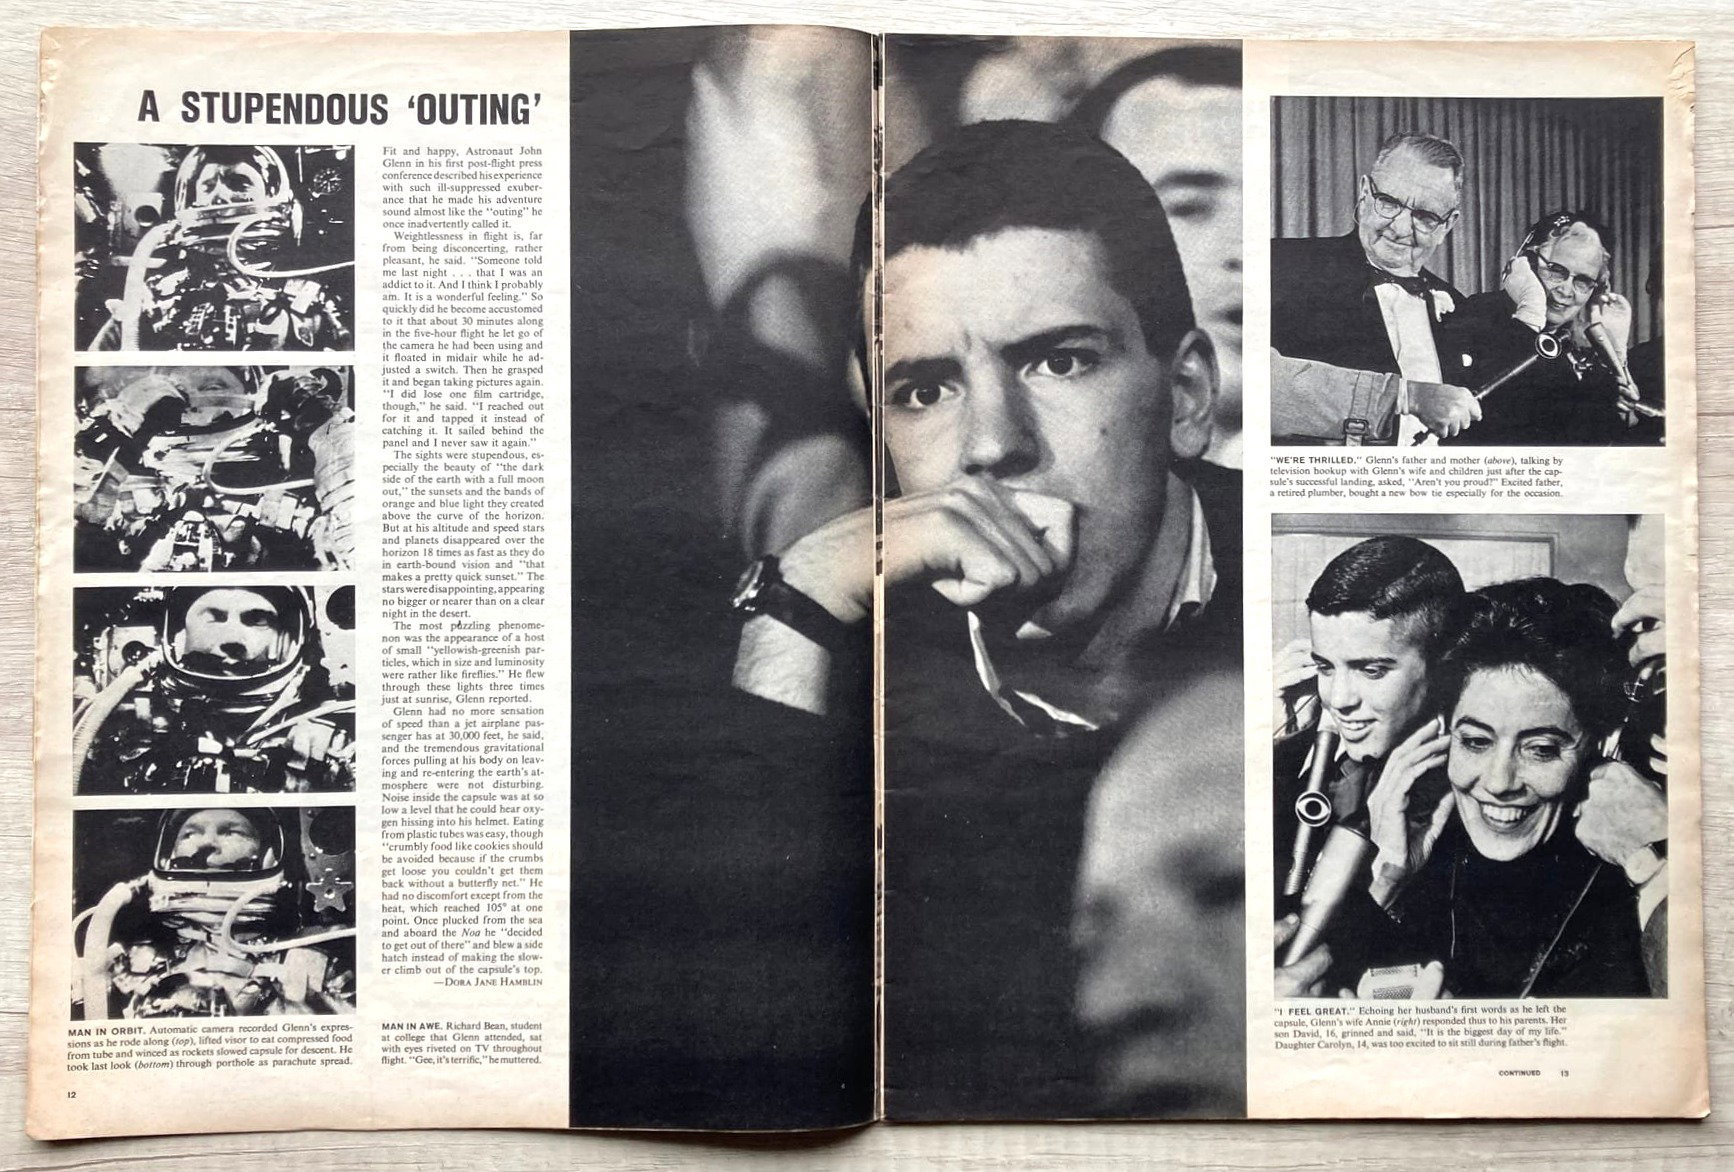 A STUPENDOUS 'OUTING'
Fit and happy, Astronaut John
Glenn in his first post-flight press
conference described his experience
with such ill-suppressed exuber-
ance that he made his adventure
sound almost like the "outing" he
once inadvertently called it.
Weightlessness in flight is, far
from being disconcerting, rather
pleasant, he said. "Someone told
me last night . . . that I was an
addict to it. And I think I probably
am. It is a wonderful feeling." So
quickly did he become accustomed
to it that about 30 minutes along
in the five-hour flight he let go of
the camera he had been using and
it floated in midair while he ad-
justed a switch. Then he grasped
it and began taking pictures again.
"I did lose one film cartridge,
though," he said. "I reached out
for it and tapped it instead of
catching it. It sailed behind the
panel and I never saw it again."
The sights were stupendous, es-
pecially the beauty of "the dark
side of the earth with a full moon
out," the sunsets and the bands of
orange and blue light they created
above the curve of the horizon.
But at his altitude and speed stars
and planets disappeared over the
horizon 18 times as fast as they do
in earth-bound vision and "that
makes a pretty quick sunset." The
stars were disappointing, appearing
no bigger or nearer than on a clear
night in the desert.
The most puzzling phenome-
non was the appearance of a host
of small "yellowish-greenish par-
ticles, which in size and luminosity
were rather like fireflies." He flew
through these lights three times
just at sunrise, Glenn reported.
Glenn had no more sensation
of speed than a jet airplane pas-
senger has at 30,000 feet, he said,
and the tremendous gravitational
forces pulling at his body on leav-
ing and re-entering the earth's at-
mosphere were not disturbing.
Noise inside the capsule was at so
low a level that he could hear oxy-
gen hissing into his helmet. Eating
from plastic tubes was easy, though
"crumbly food like cookies should
be avoided because if the crumbs
get loose you couldn't get them
back without a butterfly net." He
had no discomfort except from the
heat, which reached 105° at one
point. Once plucked from the sea
and aboard the Noa he "decided
to get out of there" and blew a side
hatch instead of making the slow-
er climb out of the capsule's top.
—DORA JANE HAMBLIN
MAN IN ORBIT. Automatic camera recorded Glenn's expres-
sions as he rode along (top), lifted visor to eat compressed food
from tube and winced as rockets slowed capsule for descent. He
took last look (bottom) through porthole as parachute spread.
MAN IN AWE. Richard Bean, student
at college that Glenn attended, sat
with eyes riveted on TV throughout
flight. "Gee, it's terrific," he muttered.
12
"WE'RE THRILLED." Glenn's father and mother (above), talking by
television hookup with Glenn's wife and children just after the cap-
sule's successful landing, asked, "Aren't you proud?" Excited father,
a retired plumber, bought a new bow tie especially for the occasion.
"I FEEL GREAT." Echoing her husband's first words as he left the
capsule, Glenn's wife Annie (right) responded thus to his parents. Her
son David, 16, grinned and said, "It is the biggest day of my life."
Daughter Carolyn, 14, was too excited to sit still during father's flight.
CONTINUED 13